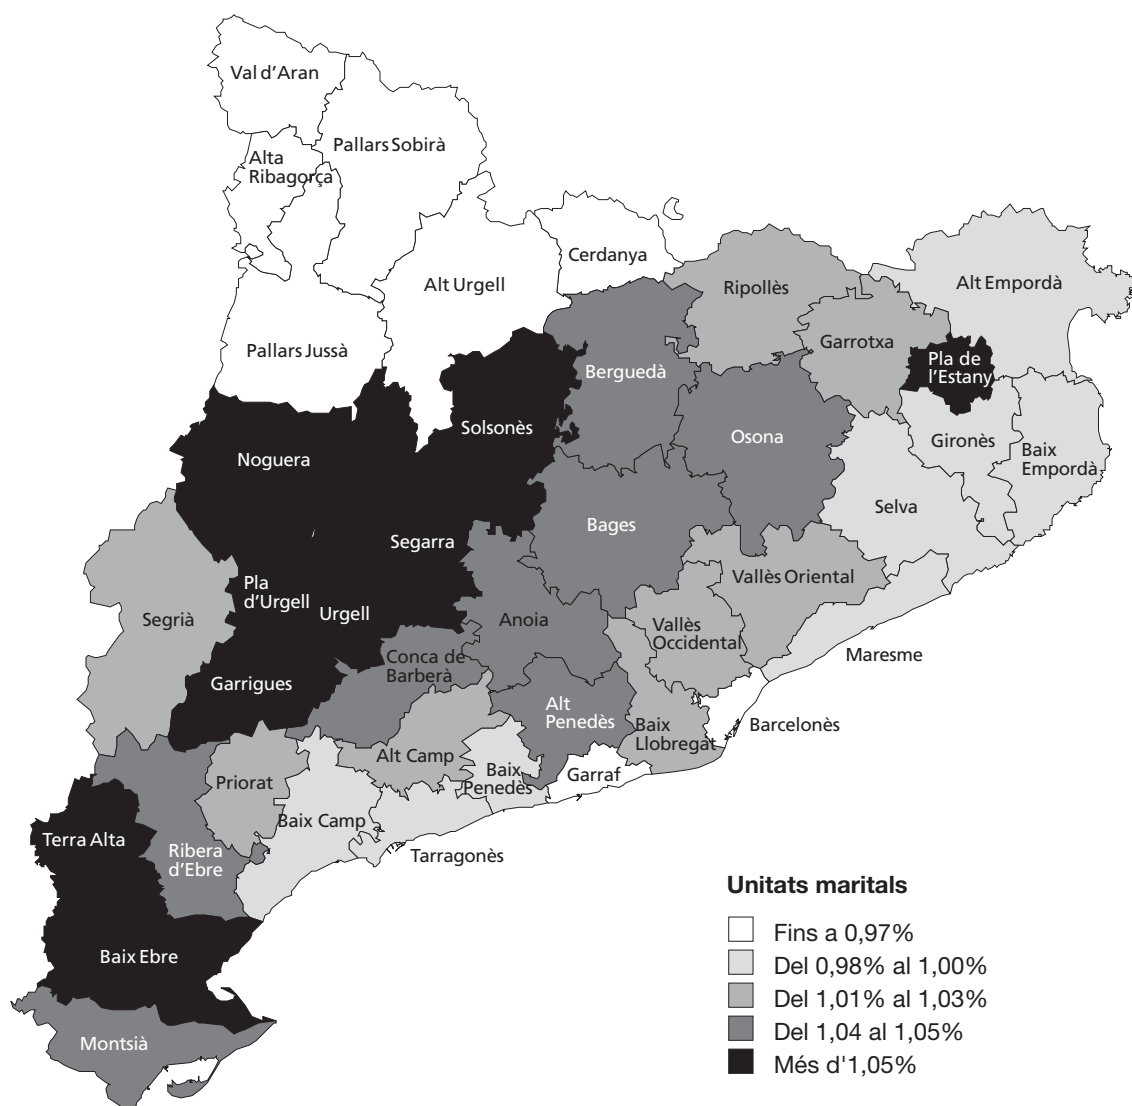 Val d'Aran
Pallars Sobirà
Alta
Ribagorça
Cerdanya
Alt Urgell
Ripollès
Alt Empordà
Garrotxa
Pallars Jussà
Pla de
l'Estany
Berguedà
Solsonès
Osona
Gironès
Baix
Empordà
Noguera
Selva
Bages
Segarra
Vallès Oriental
Pla
d'Urgell
Urgell
Segrià
Anoia
Vallès
Occidental
Maresme
Conca de
Barberà
Garrigues
Alt
Penedès
Barcelonès
Baix
Llobregat
Alt Camp
Baix
Penedès
Garraf
Priorat
Baix Camp
Terra Alta
Ribera
d'Ebre
Tarragonès
Baix Ebre
Montsià
Unitats maritals
Fins a 0,97%
Del 0,98% al 1,00%
Del 1,01% al 1,03%
Del 1,04 al 1,05%
Més d'1,05%